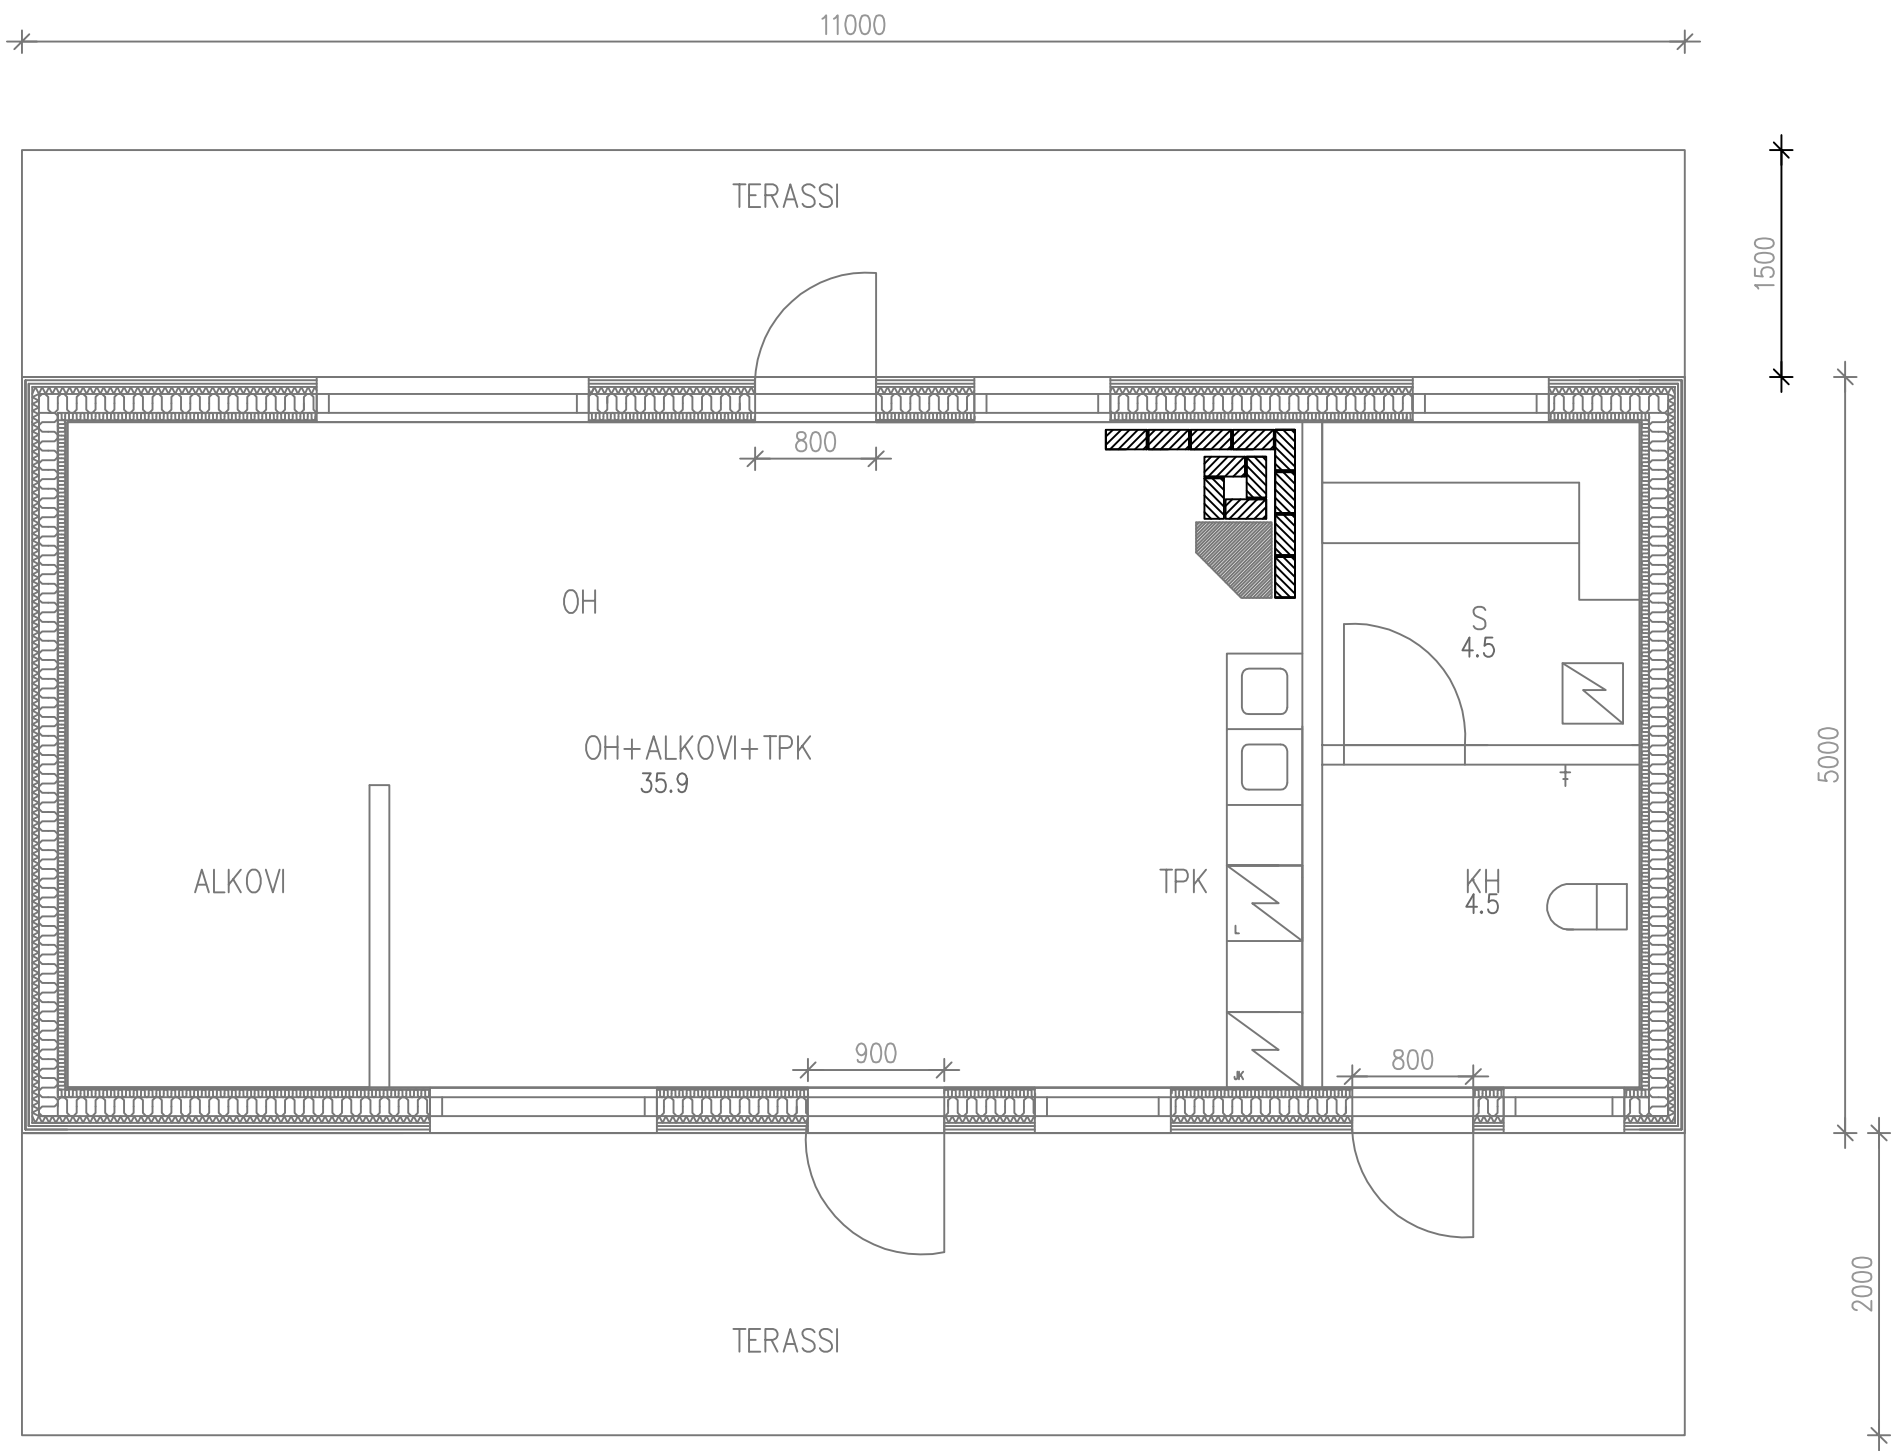 11000
TERASSI
1500
800
OH
S
4.5
OH+ALKOVI+TPK
35.9
5000
ALKOVI
TPK
L
KH
4.5
900
800
JK
2000
TERASSI